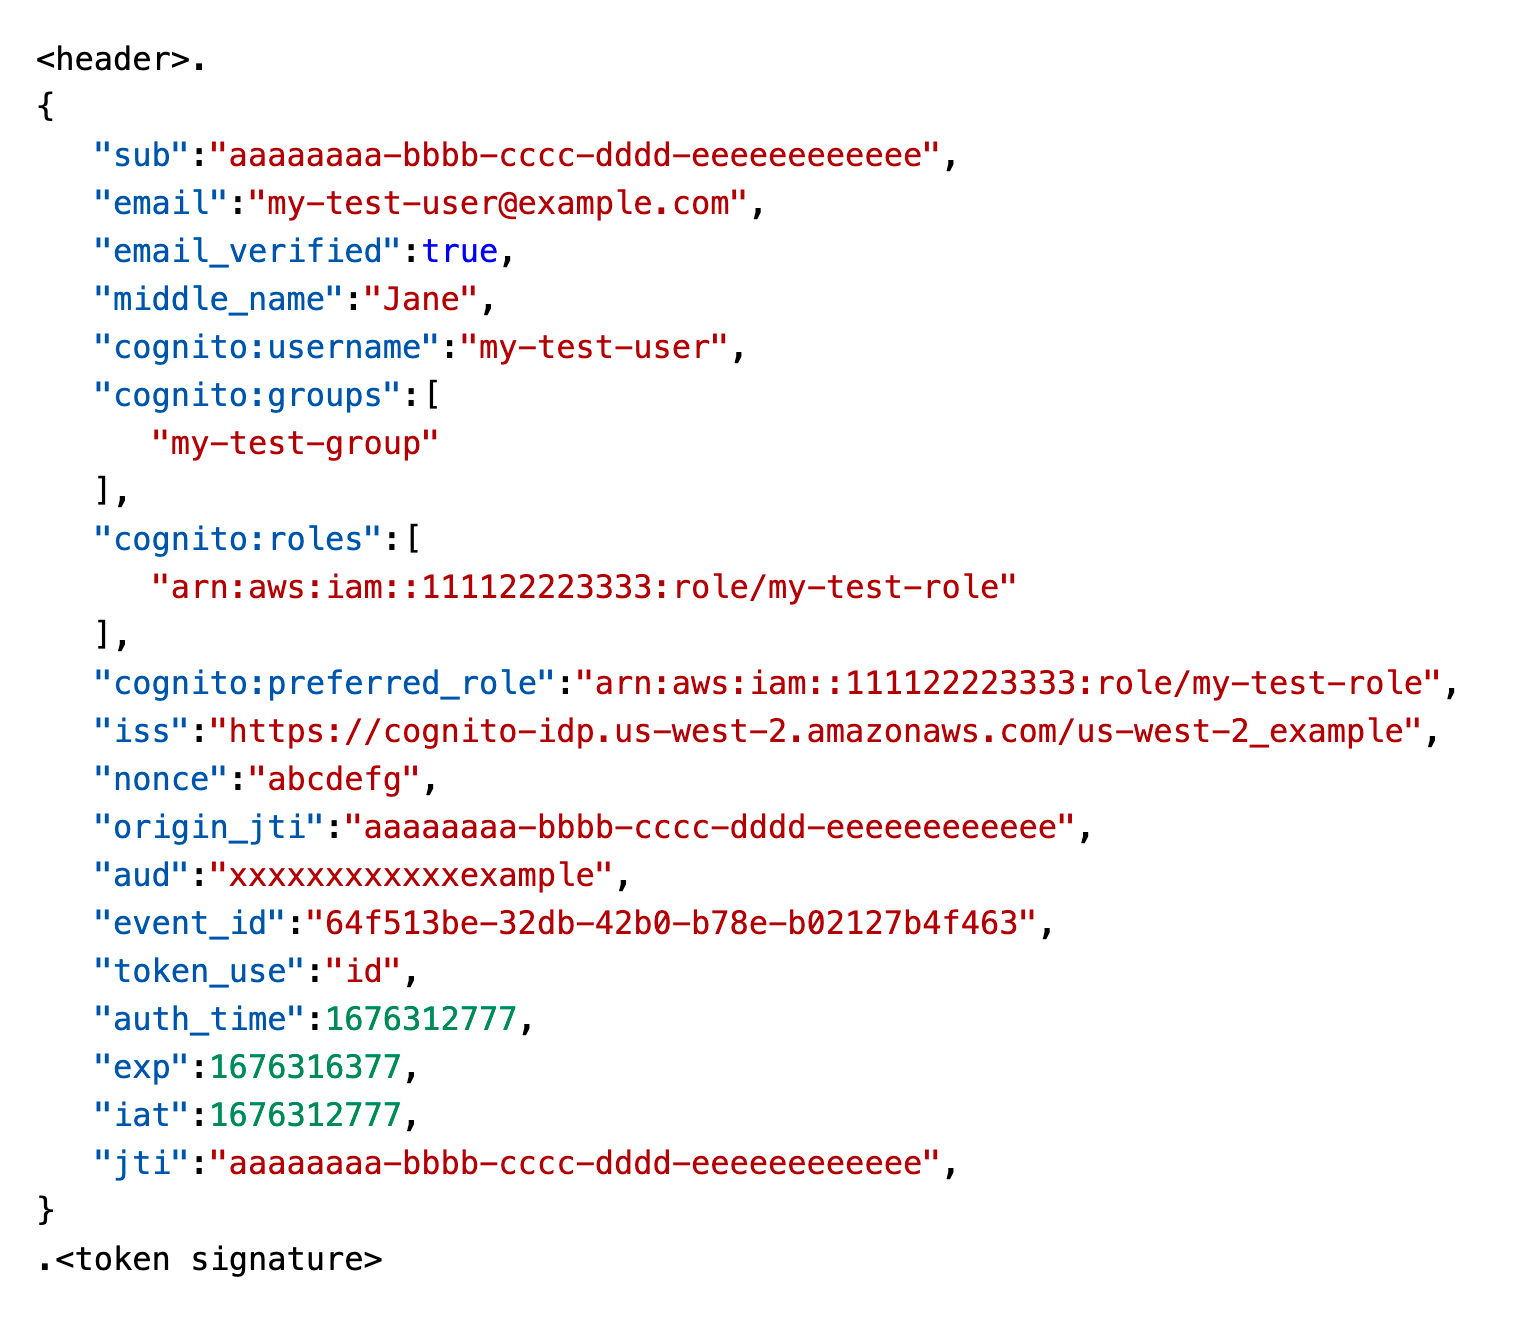 <header>.
{
   "sub":"aaaaaaaa-bbbb-cccc-dddd-eeeeeeeeeeee",
   "email":"my-test-user@example.com",
   "email_verified":true,
   "middle_name":"Jane",
   "cognito:username":"my-test-user",
   "cognito:groups":[
      "my-test-group"
   ],
   "cognito:roles":[
      "arn:aws:iam::111122223333:role/my-test-role"
   ],
   "cognito:preferred_role":"arn:aws:iam::111122223333:role/my-test-role",
   "iss":"https://cognito-idp.us-west-2.amazonaws.com/us-west-2_example",
   "nonce":"abcdefg",
   "origin_jti":"aaaaaaaa-bbbb-cccc-dddd-eeeeeeeeeeee",
   "aud":"xxxxxxxxxxxxexample",
   "event_id":"64f513be-32db-42b0-b78e-b02127b4f463",
   "token_use":"id",
   "auth_time":1676312777,
   "exp":1676316377,
   "iat":1676312777,
   "jti":"aaaaaaaa-bbbb-cccc-dddd-eeeeeeeeeeee",
}
.<token signature>